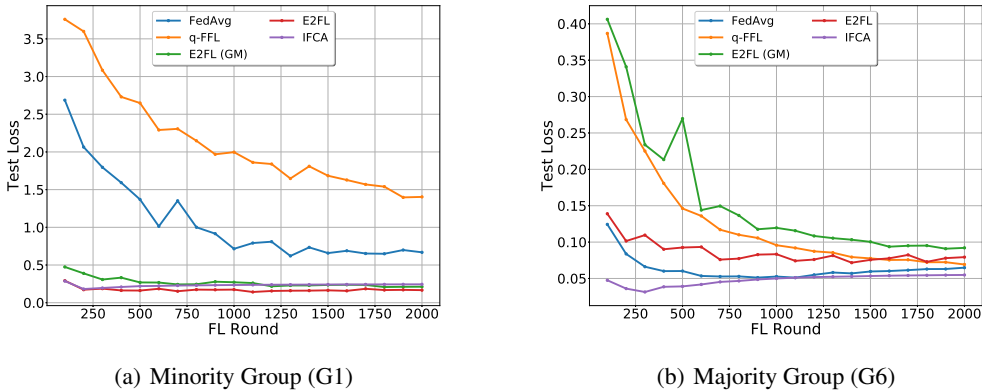 FedAvg
q-FFL
E2FL (GM)
E2FL
IFCA
3.5
3.0
2.5
2.0
1.5
1.0
0.5
0.0
Test Loss
250 500 750 1000 1250 1500 1750 2000
FL Round
(a) Minority Group (G1)
FedAvg
q-FFL
E2FL (GM)
E2FL
IFCA
0.40
0.35
0.30
0.25
0.20
0.15
0.10
0.05
Test Loss
250 500 750 1000 1250 1500 1750 2000
FL Round
(b) Majority Group (G6)